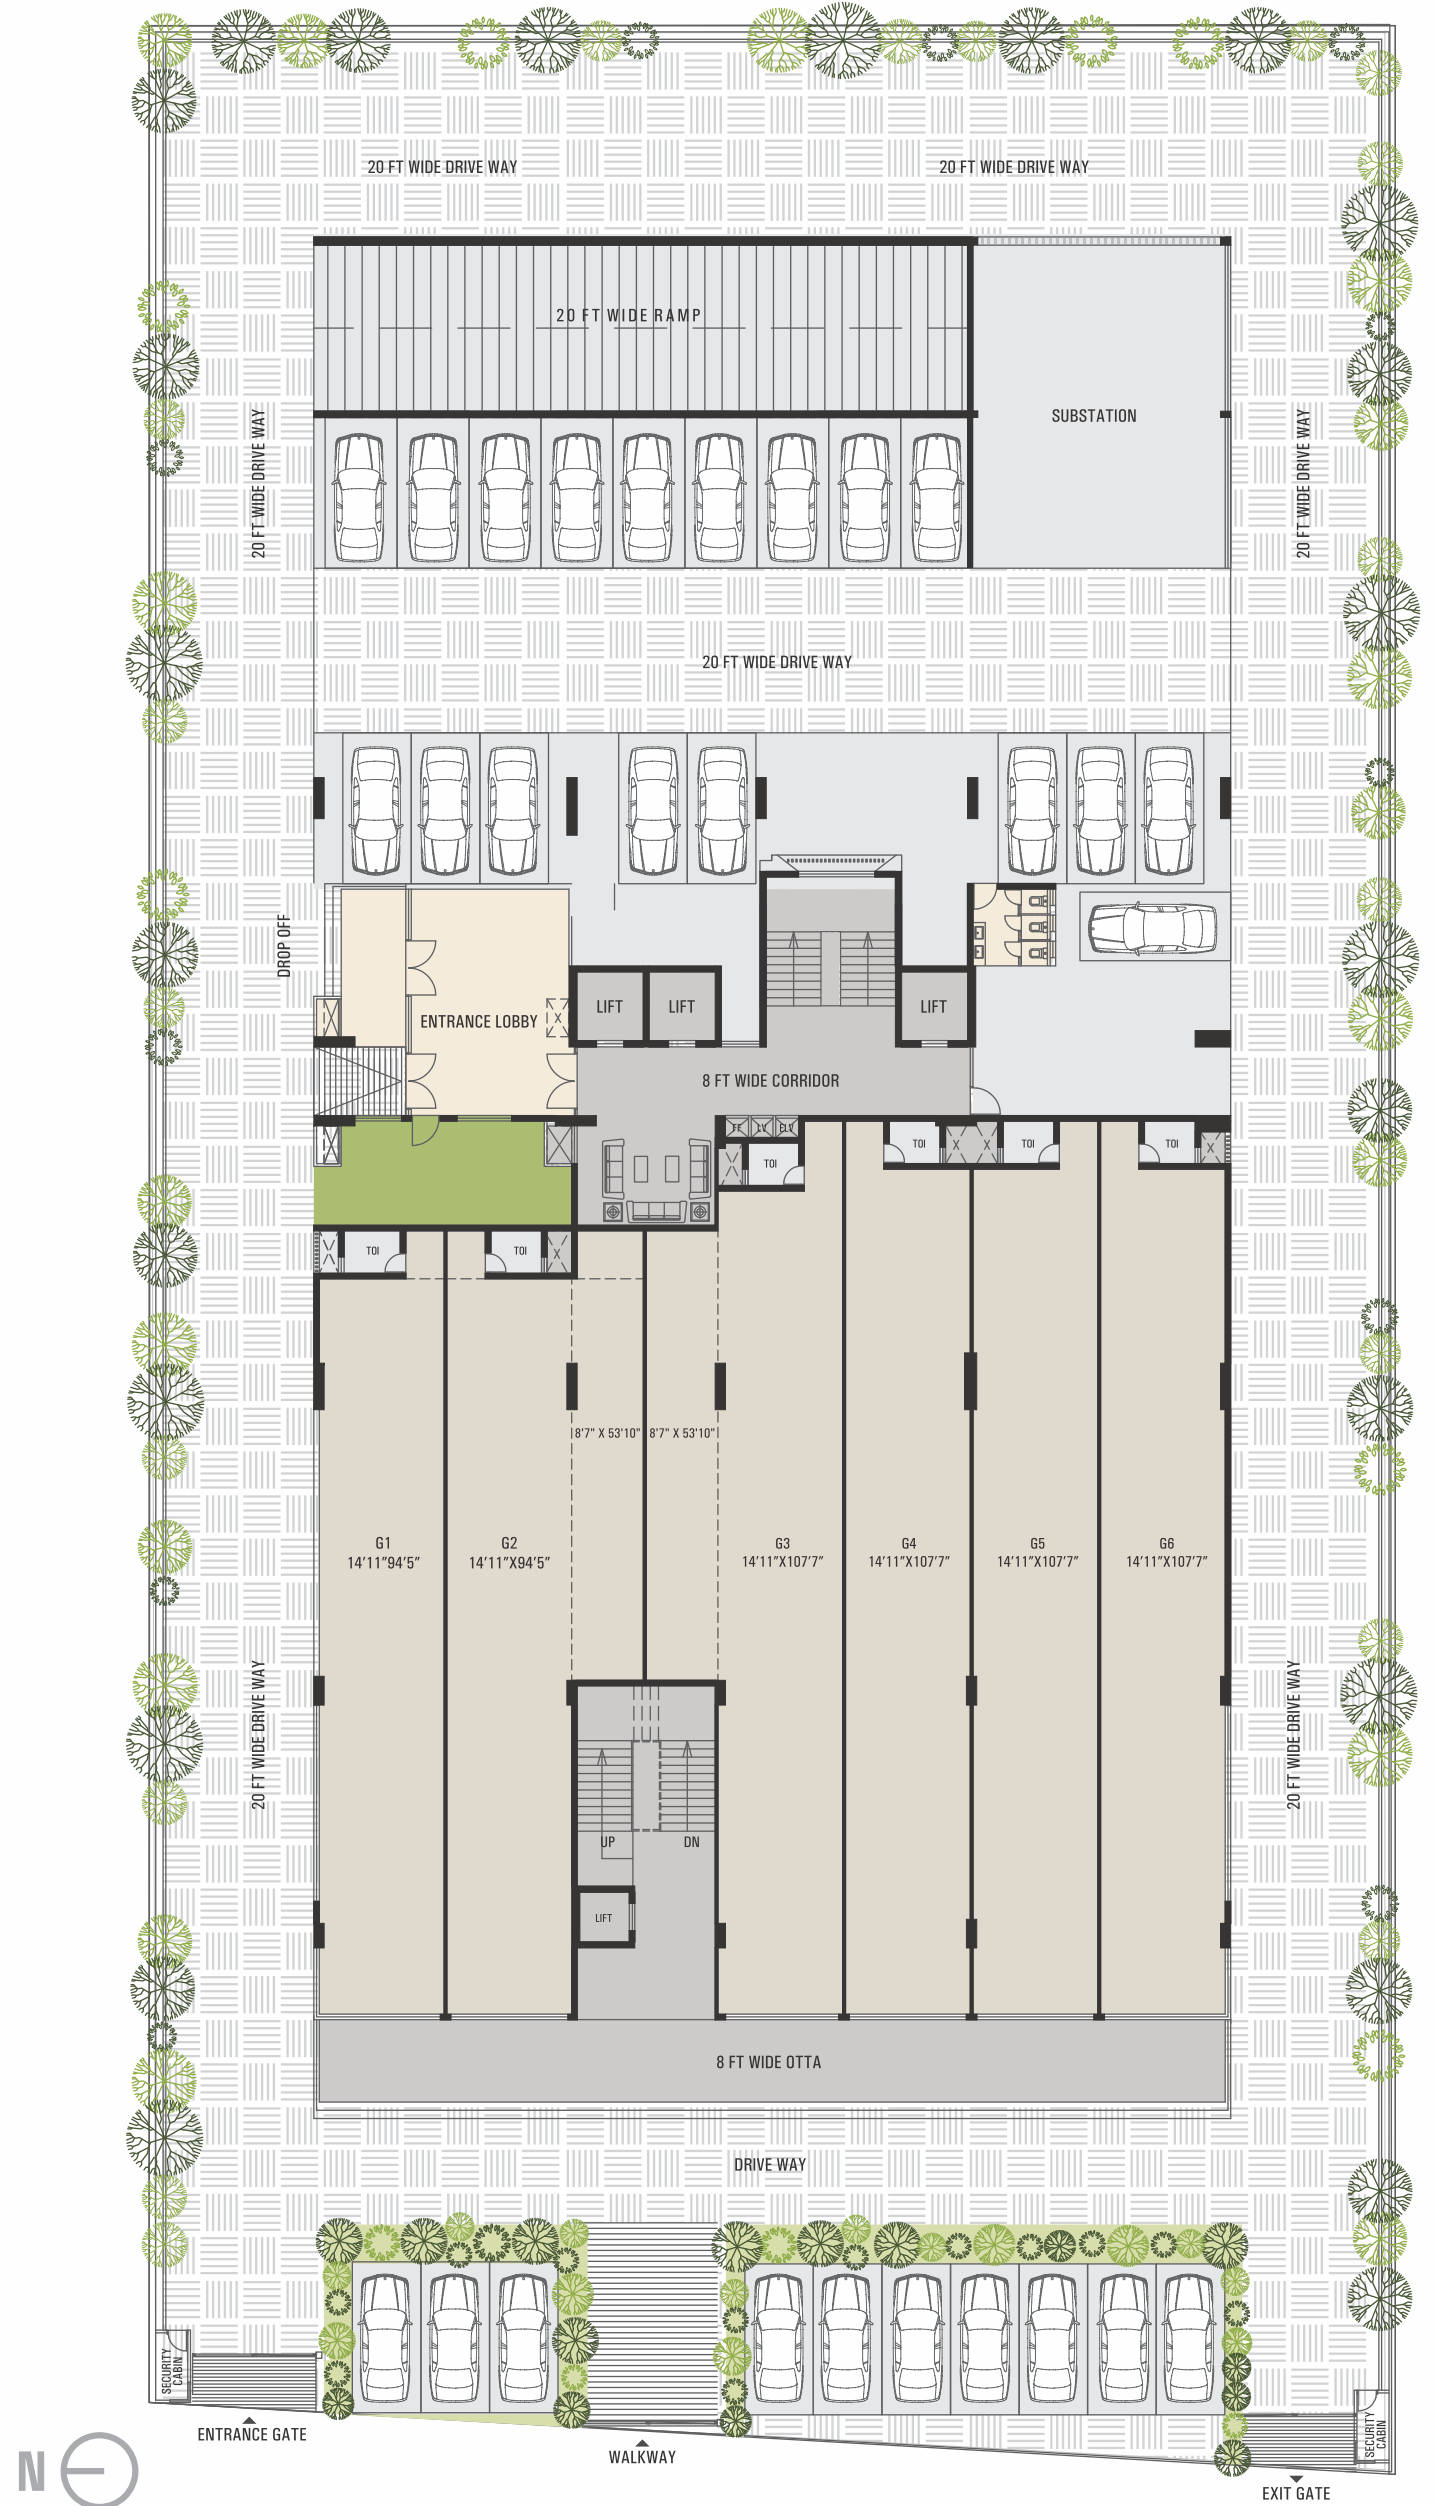 20 FT WIDE DRIVE WAY
20 FT WIDE DRIVE WAY
20 FT WIDE RAMP
SUBSTATION
20 FT WIDE DRIVE WAY
20 FT WIDE DRIVE WAY
20 FT WIDE DRIVE WAY
DROP OFF
LIFT
LIFT
LIFT
ENTRANCE LOBBY
8 FT WIDE CORRIDOR
FF
LV
ELV
TOI
TOI
TOI
TOI
TOI
TOI
8'7" X 53'10"
8'7" X 53'10"
G1
14'11"94'5"
G2
14'11"X94'5"
G3
14'11"X107'7"
G4
14'11"X107'7"
G5
14'11"X107'7"
G6
14'11"X107'7"
20 FT WIDE DRIVE WAY
20 FT WIDE DRIVE WAY
UP
DN
LIFT
8 FT WIDE OTTA
DRIVE WAY
SECURITY
CABIN
SECURITY
CABIN
ENTRANCE GATE
WALKWAY
EXIT GATE
N